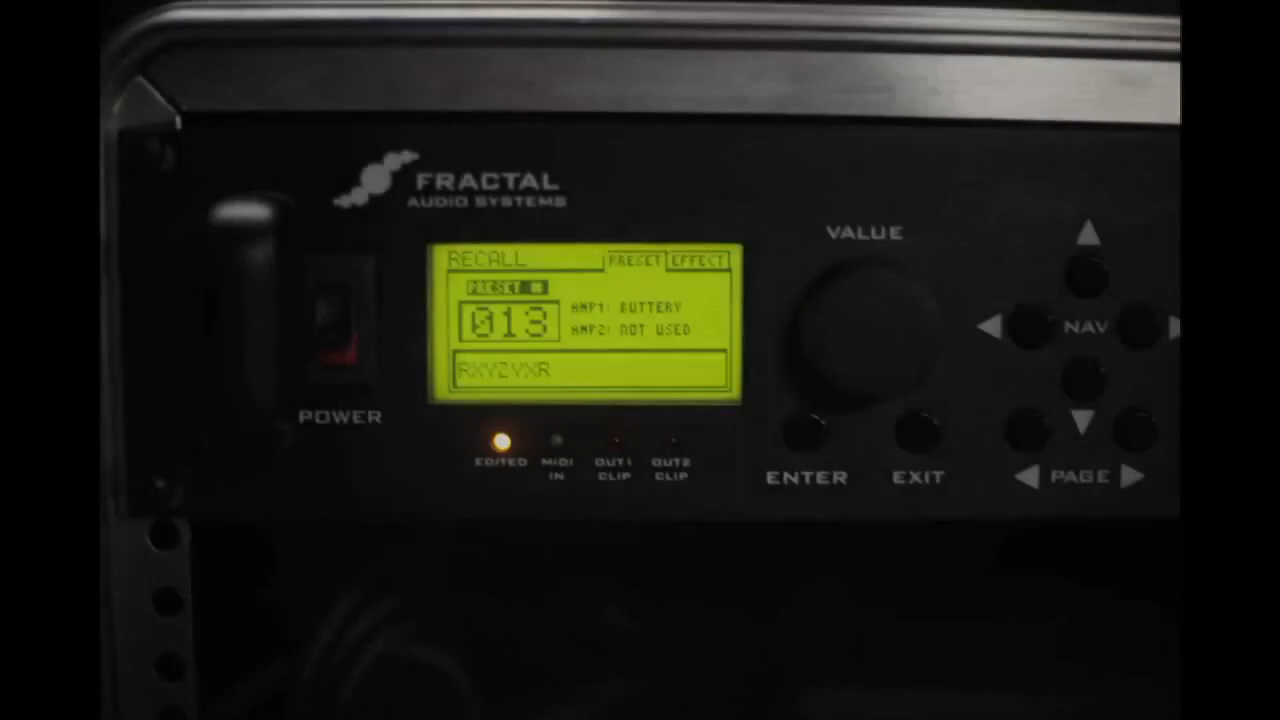 FRACTAL
AUDIO SYSTEMS
RECALL PRESET EFFECT
PRESET #
013
AMP1: BUTTERY
AMP2: NOT USED
RXYZYXR
POWER
EDITED
MIDI IN
OUT1 CLIP
OUT2 CLIP
VALUE
NAV
ENTER
EXIT
PAGE